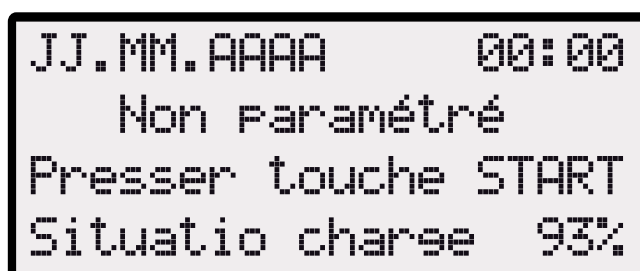 JJ.MM.AAAA 00:00
Non paramétré
Presser touche START
Situatio charge 93%